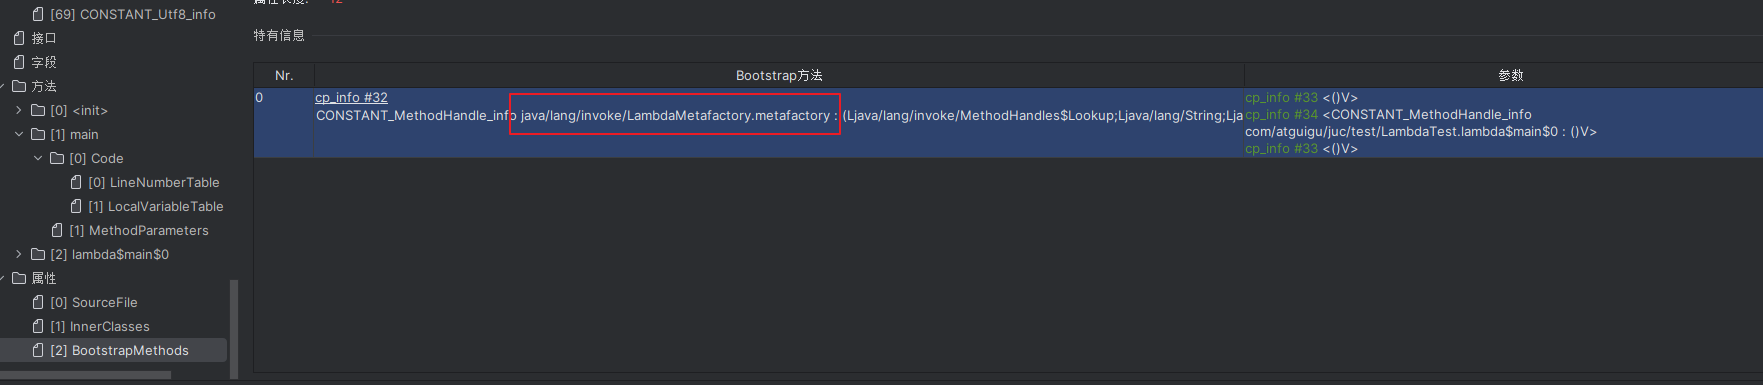 [69] CONSTANT_Utf8_info
接口
字段
方法
[0] <init>
[1] main
[0] Code
[0] LineNumberTable
[1] LocalVariableTable
[1] MethodParameters
[2] lambda$main$0
属性
[0] SourceFile
[1] InnerClasses
[2] BootstrapMethods
属性长度: 12
特有信息
Nr. Bootstrap方法 参数
0 cp_info #32 cp_info #33 <()V>
CONSTANT_MethodHandle_info java/lang/invoke/LambdaMetafactory.metafactory : (Ljava/lang/invoke/MethodHandles$Lookup;Ljava/lang/String;Lja cp_info #34 <CONSTANT_MethodHandle_info
com/atguigu/juc/test/LambdaTest.lambda$main$0 : ()V>
cp_info #33 <()V>